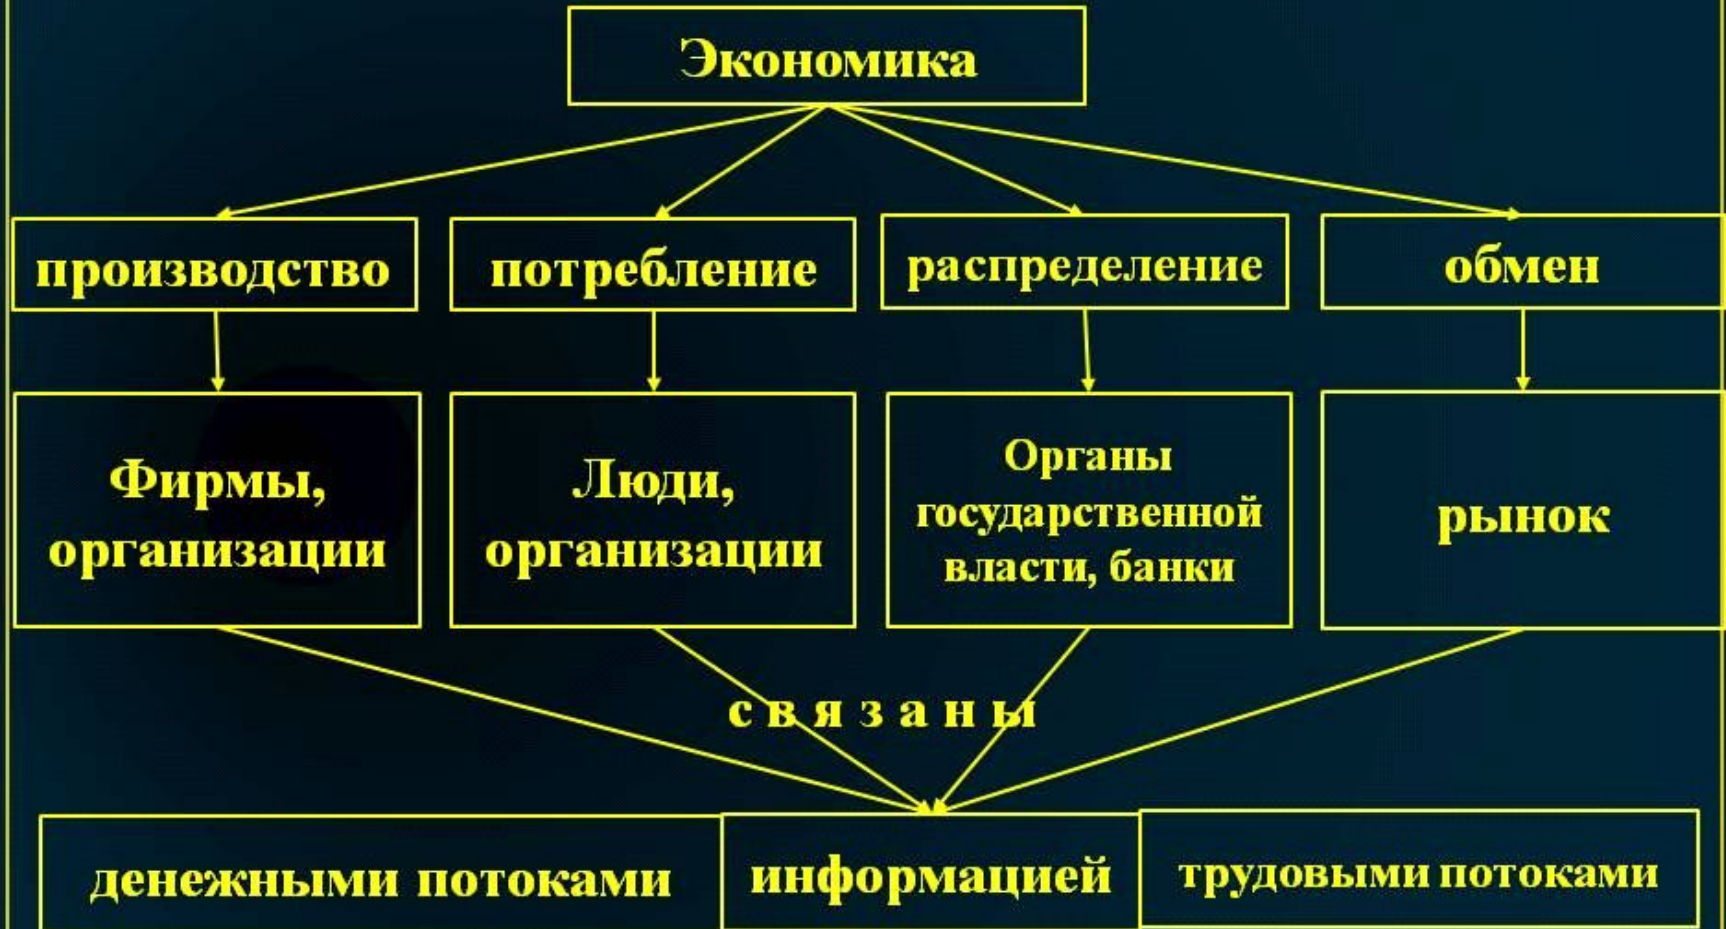 Экономика
производство
потребление
распределение
обмен
Фирмы,
организации
Люди,
организации
Органы
государственной
власти, банки
рынок
связаны
денежными потоками
информацией
трудовыми потоками